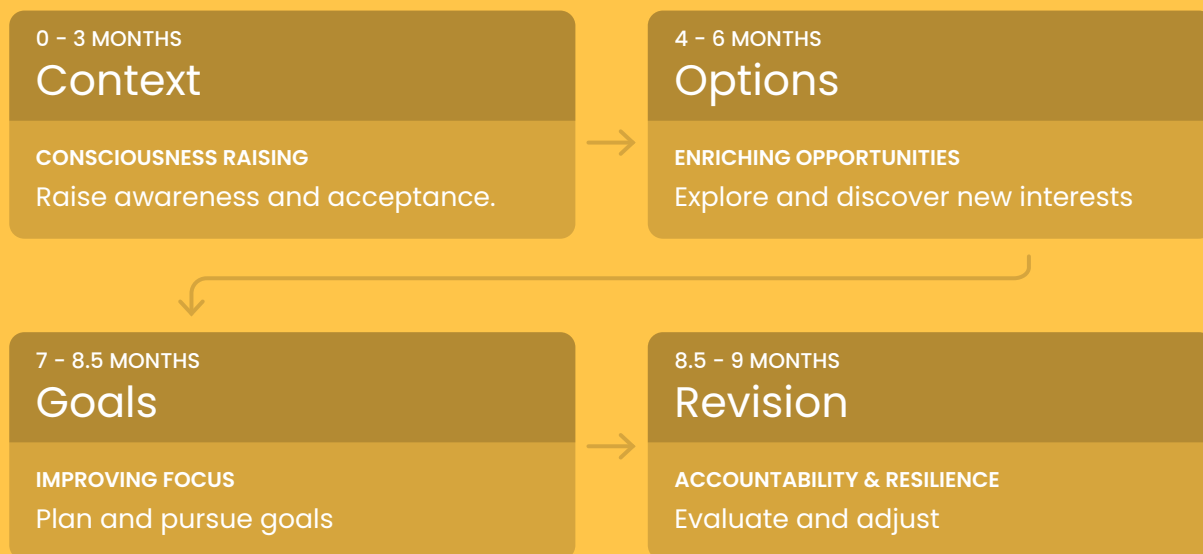 0 - 3 MONTHS
Context
CONSCIOUSNESS RAISING
Raise awareness and acceptance.
4 - 6 MONTHS
Options
ENRICHING OPPORTUNITIES
Explore and discover new interests
7 - 8.5 MONTHS
Goals
IMPROVING FOCUS
Plan and pursue goals
8.5 - 9 MONTHS
Revision
ACCOUNTABILITY & RESILIENCE
Evaluate and adjust